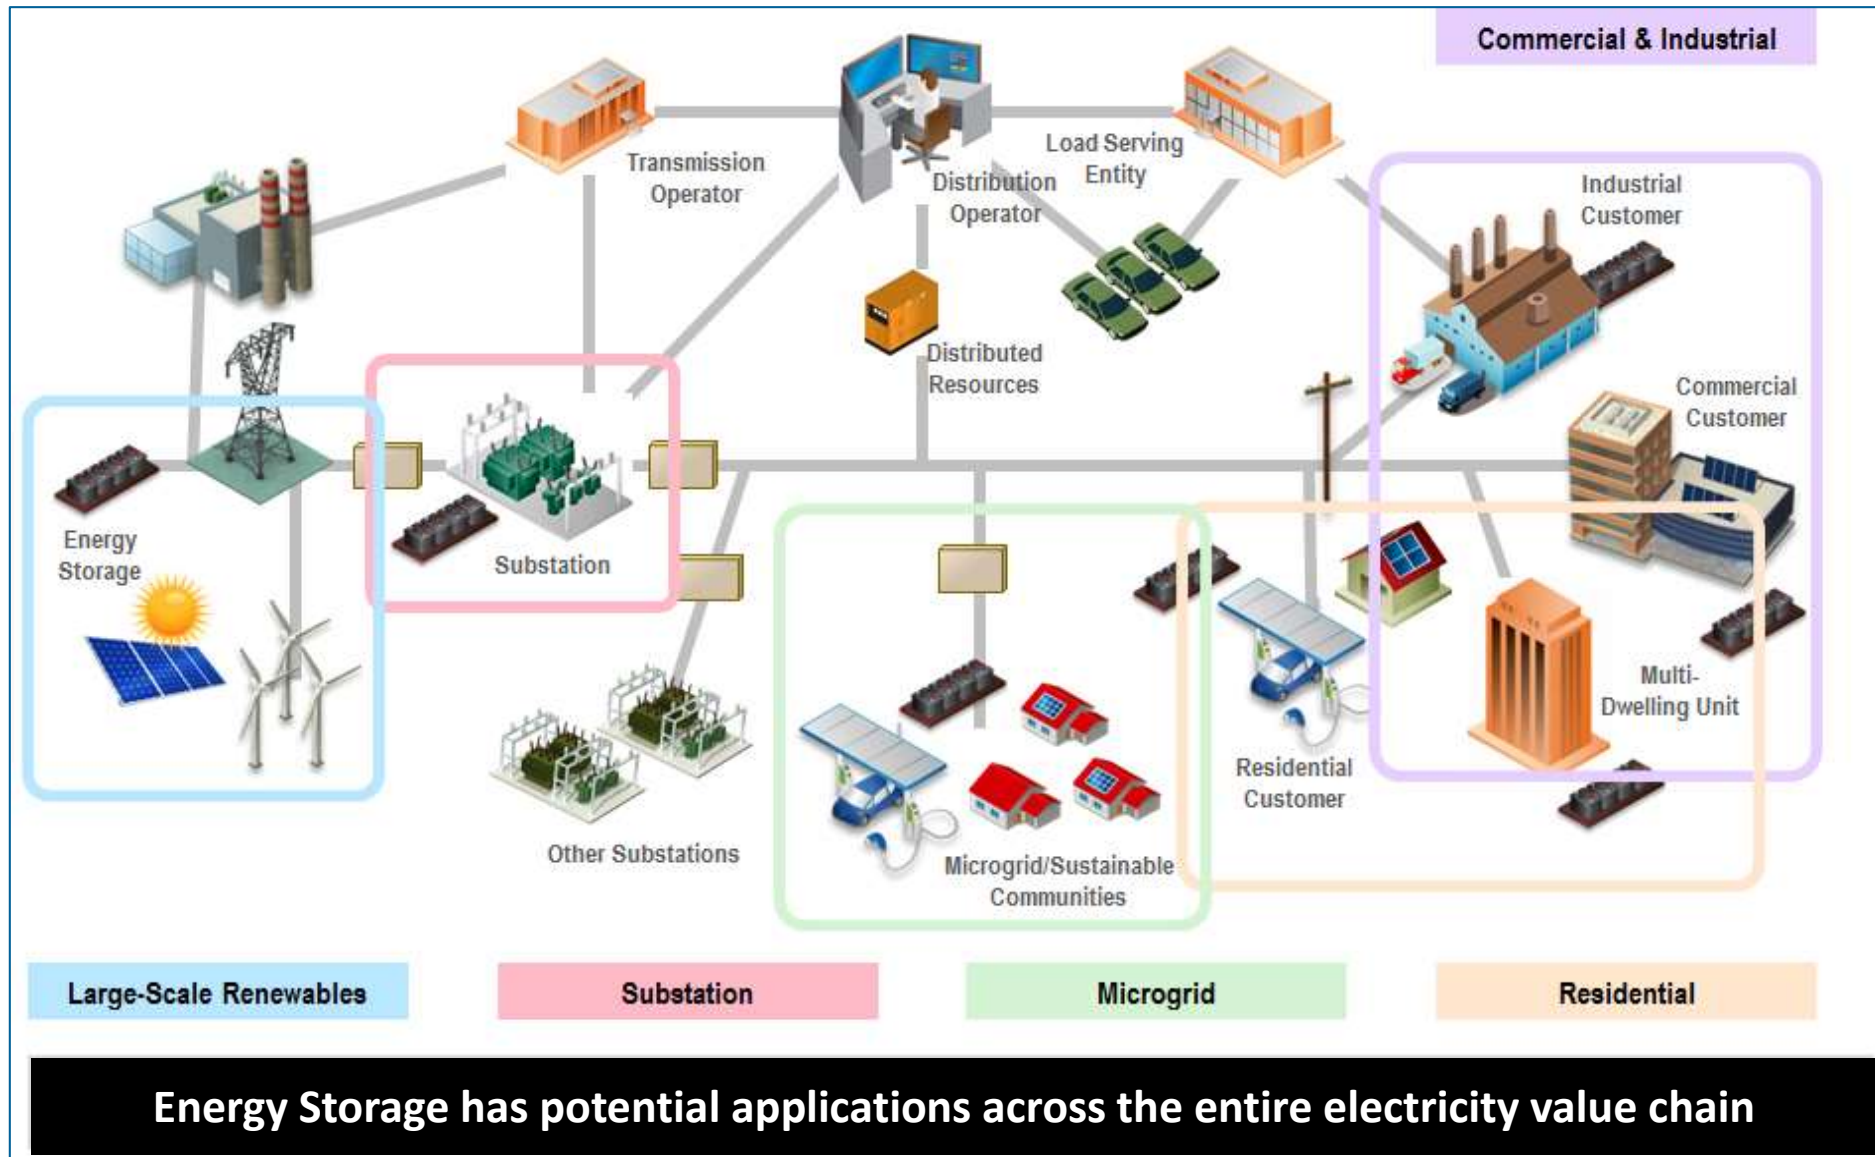 Commercial & Industrial
Transmission
Operator
Distribution
Operator
Load Serving
Entity
Industrial
Customer
Distributed
Resources
Commercial
Customer
Energy
Storage
Substation
Multi-
Dwelling Unit
Residential
Customer
Other Substations
Microgrid/Sustainable
Communities
Large-Scale Renewables
Substation
Microgrid
Residential
Energy Storage has potential applications across the entire electricity value chain